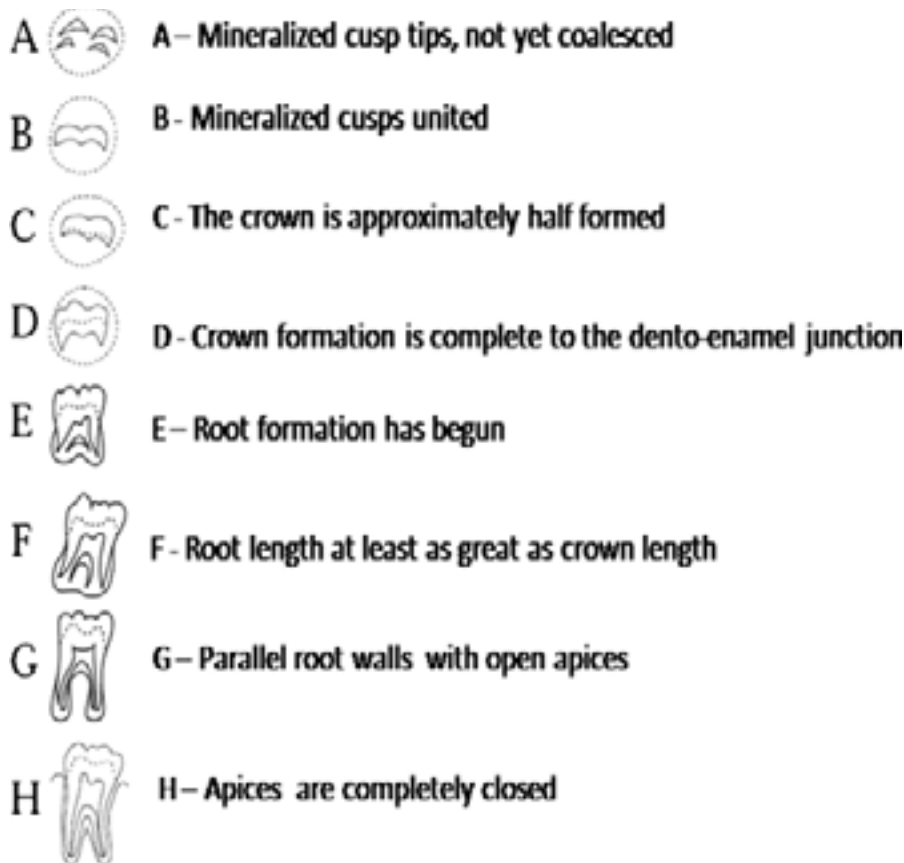 A A – Mineralized cusp tips, not yet coalesced
B B - Mineralized cusps united
C C - The crown is approximately half formed
D D - Crown formation is complete to the dento-enamel junction
E E – Root formation has begun
F F - Root length at least as great as crown length
G G – Parallel root walls with open apices
H H – Apices are completely closed